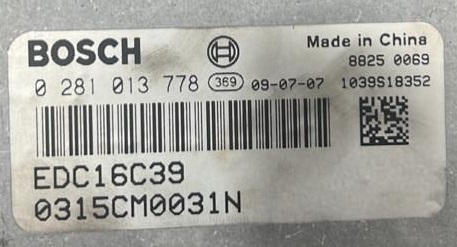 BOSCH Made in China
8825 0069
0 281 013 778 369 09-07-07 1039S18352
EDC16C39
0315CM0031N